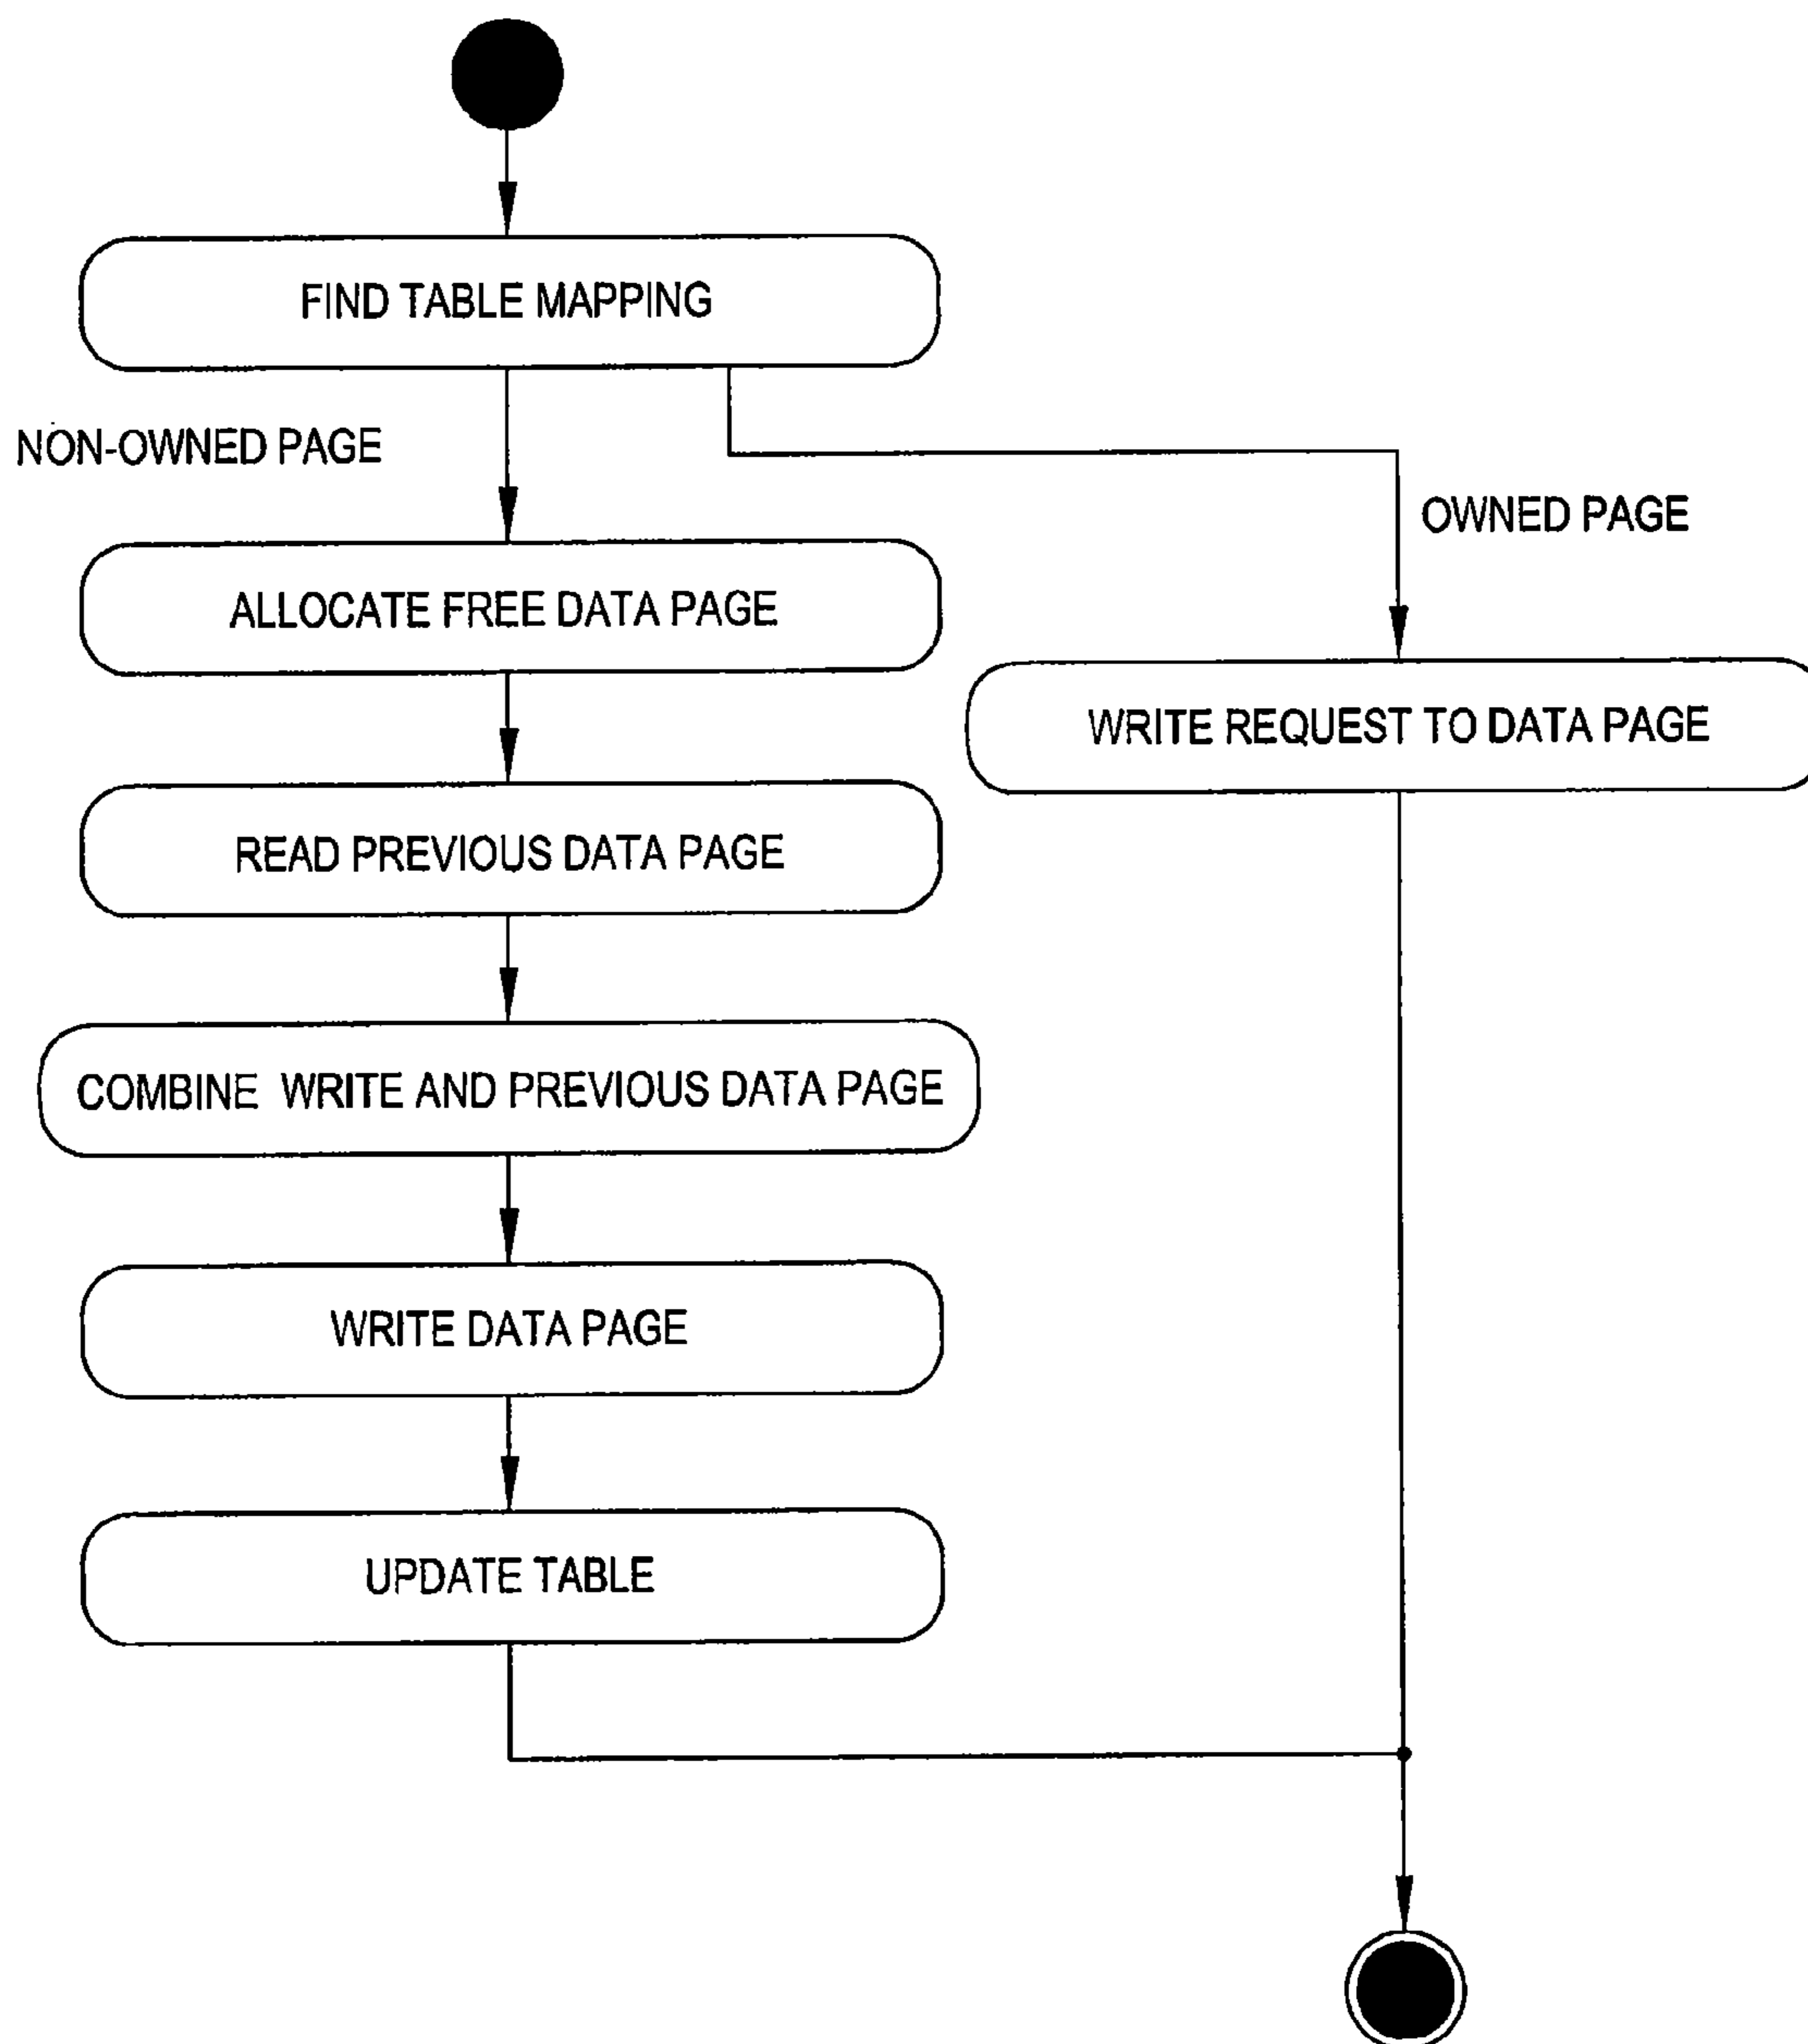 FIND TABLE MAPPING
NON-OWNED PAGE
OWNED PAGE
ALLOCATE FREE DATA PAGE
WRITE REQUEST TO DATA PAGE
READ PREVIOUS DATA PAGE
COMBINE WRITE AND PREVIOUS DATA PAGE
WRITE DATA PAGE
UPDATE TABLE